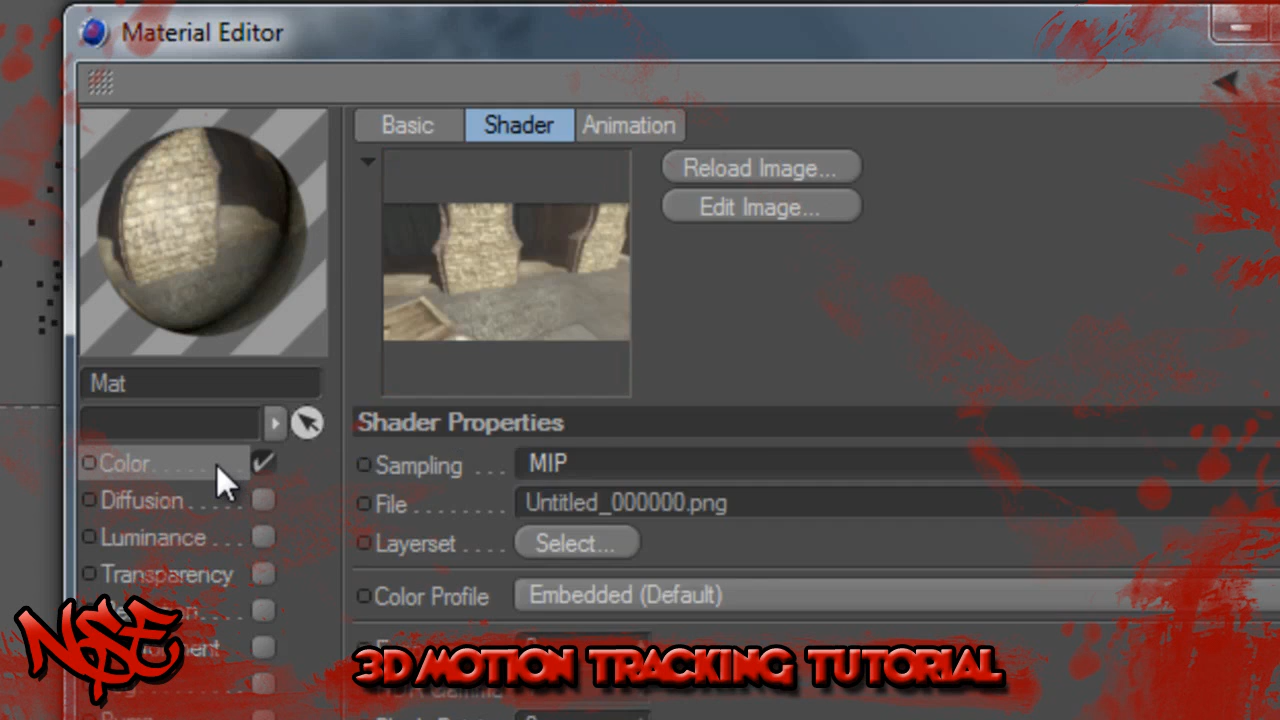 Material Editor
Basic Shader Animation
Reload Image...
Edit Image...
Mat
Shader Properties
Color
Sampling MIP
Diffusion
File Untitled_000000.png
Luminance
Layerset Select...
Transparency
Color Profile Embedded (Default)
NSE
3D MOTION TRACKING TUTORIAL